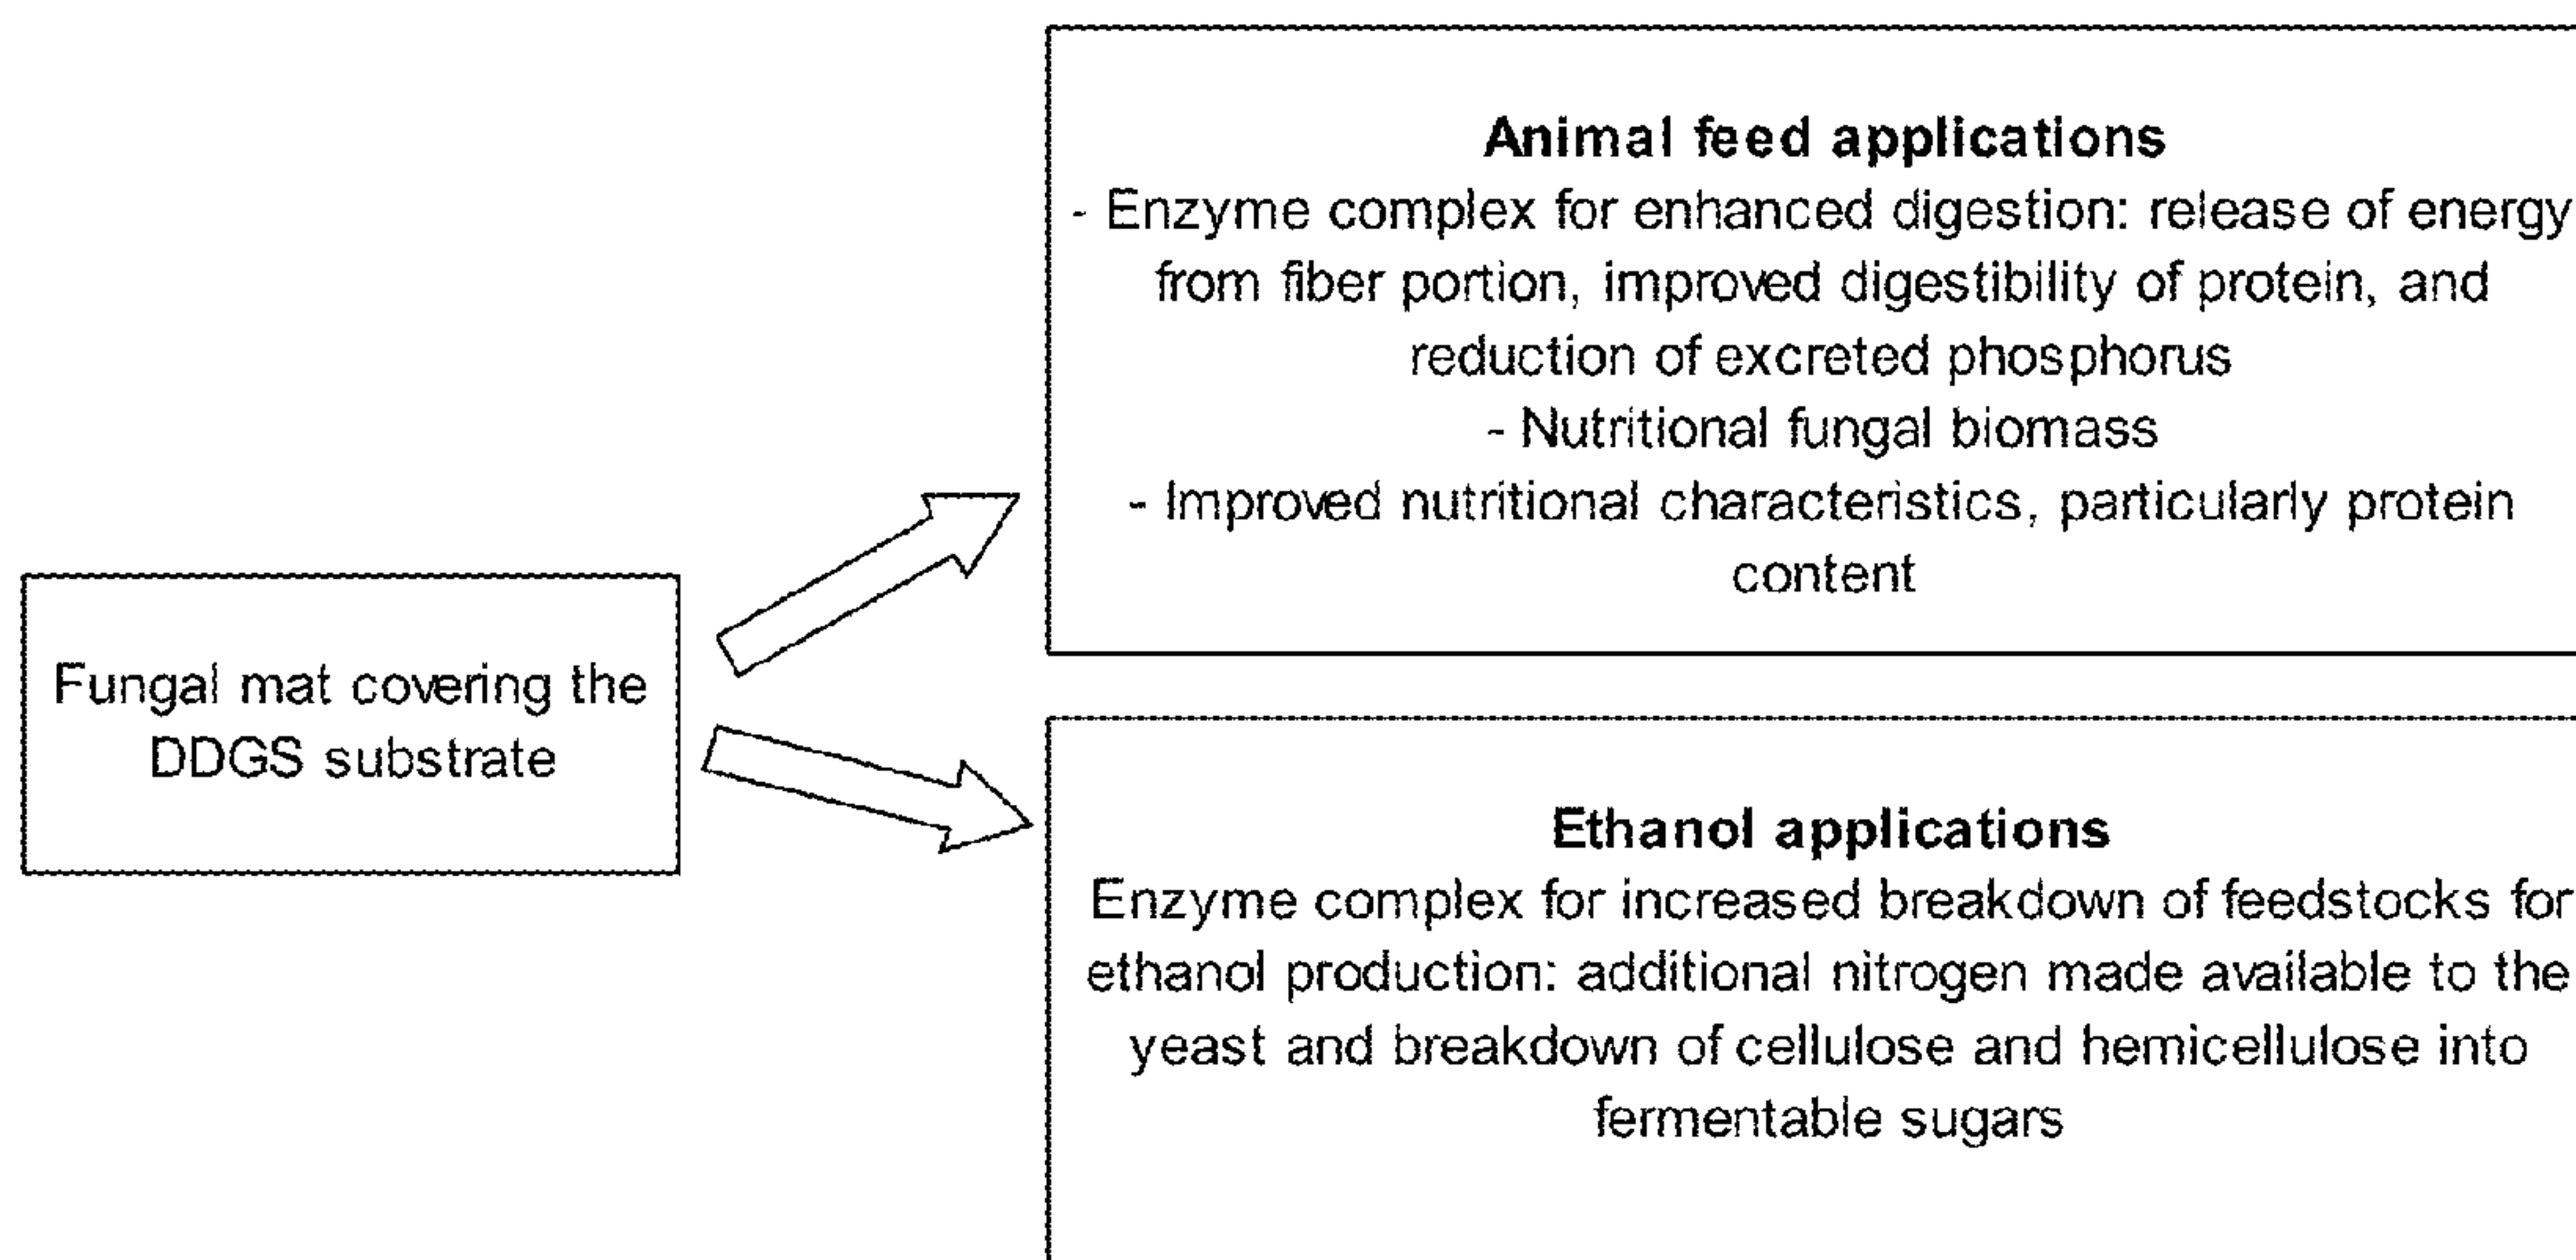 Animal feed applications
- Enzyme complex for enhanced digestion: release of energy
from fiber portion, improved digestibility of protein, and
reduction of excreted phosphorus
- Nutritional fungal biomass
- Improved nutritional characteristics, particularly protein
content
Fungal mat covering the
DDGS substrate
Ethanol applications
Enzyme complex for increased breakdown of feedstocks for
ethanol production: additional nitrogen made available to the
yeast and breakdown of cellulose and hemicellulose into
fermentable sugars